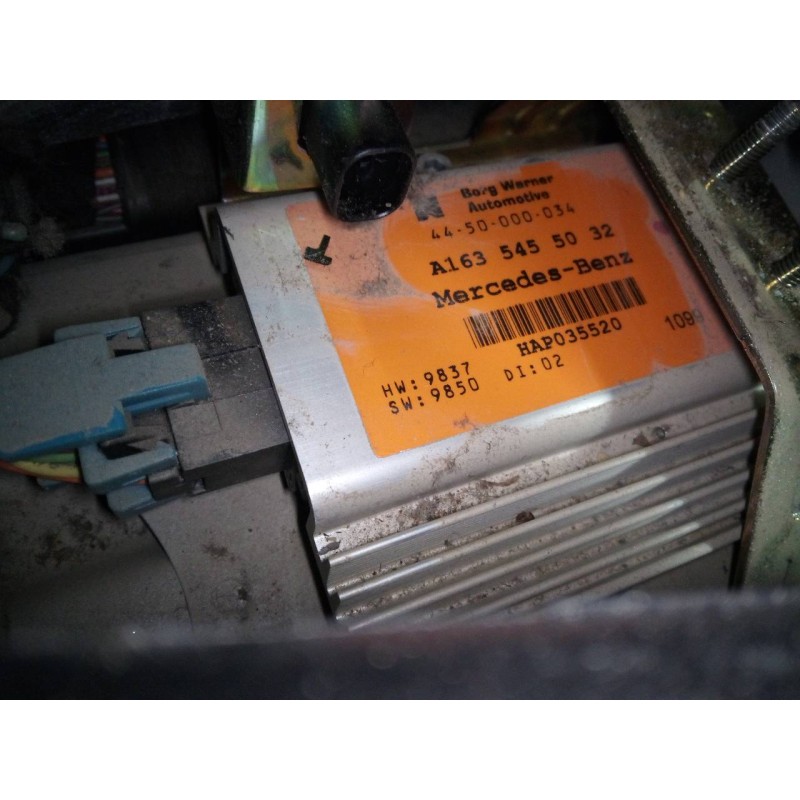 Borg Warner
Automotive
44-50-000-034
A163 545 50 32
Mercedes-Benz
HAP035520
HW:9837
SW:9850 DI:02